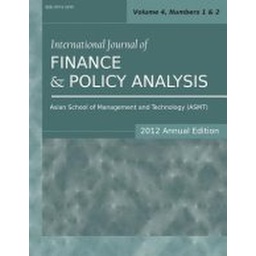 Volume 4, Numbers 1 & 2
International Journal of
FINANCE
& POLICY ANALYSIS
Asian School of Management and Technology (ASMT)
2012 Annual Edition